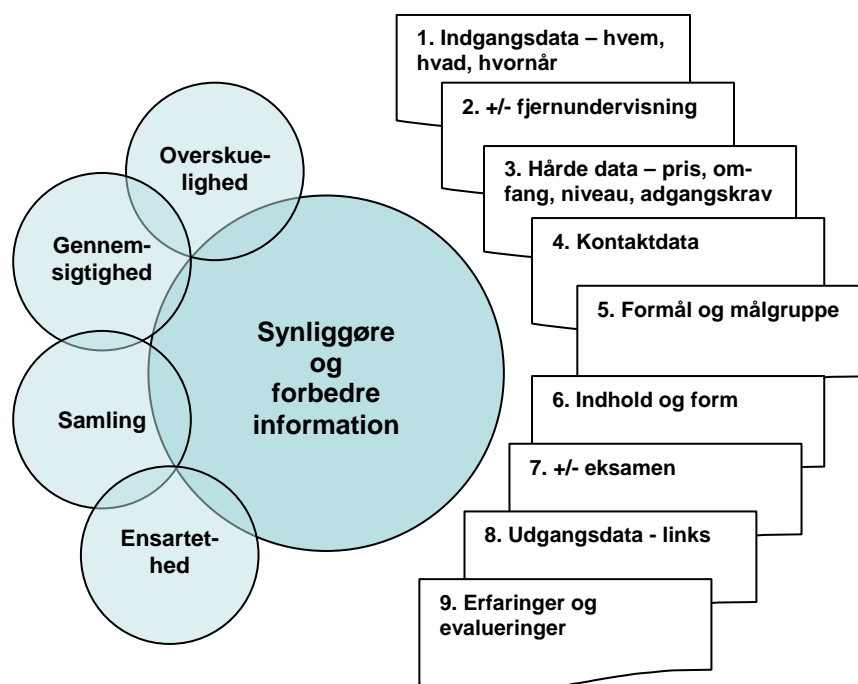 Overskue-
lighed
Gennem-
sigtighed
Samling
Ensartet-
hed
Synliggøre
og
forbedre
information
1. Indgangsdata – hvem,
hvad, hvornår
2. +/- fjernundervisning
3. Hårde data – pris, om-
fang, niveau, adgangskrav
4. Kontaktdata
5. Formål og målgruppe
6. Indhold og form
7. +/- eksamen
8. Udgangsdata - links
9. Erfaringer og
evalueringer